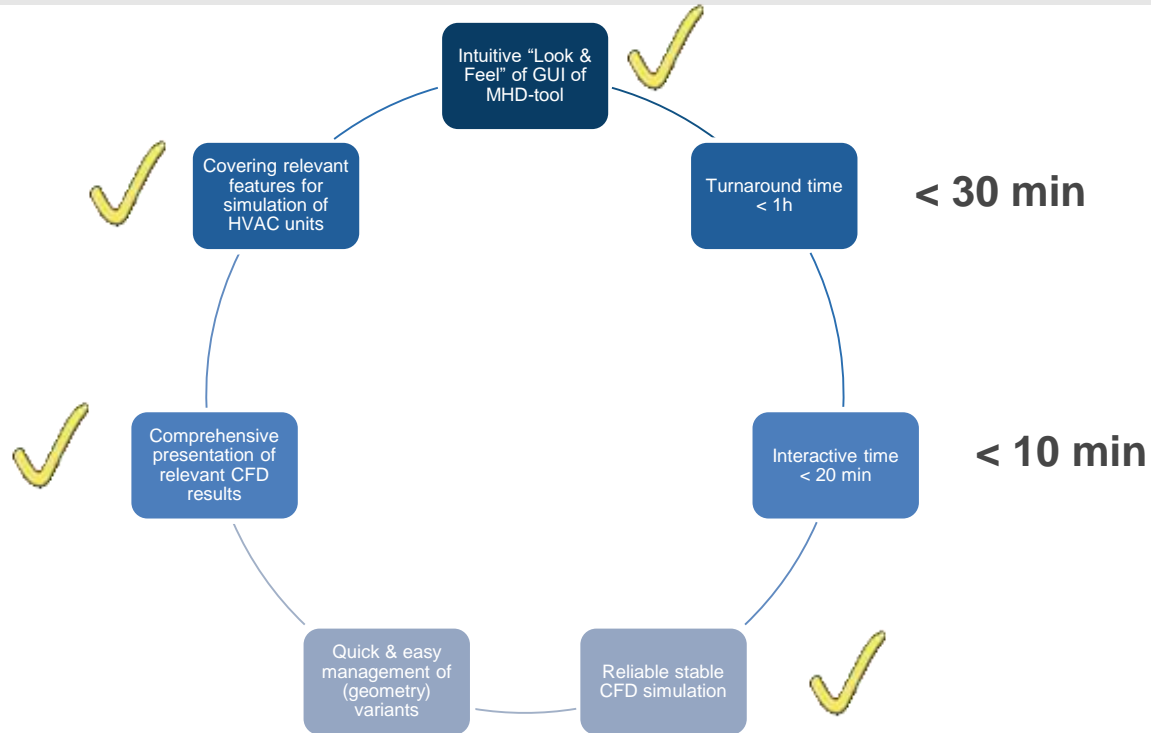 Intuitive “Look &
Feel” of GUI of
MHD-tool
Turnaround time
< 1h
< 30 min
Interactive time
< 20 min
< 10 min
Reliable stable
CFD simulation
Quick & easy
management of
(geometry)
variants
Comprehensive
presentation of
relevant CFD
results
Covering relevant
features for
simulation of
HVAC units